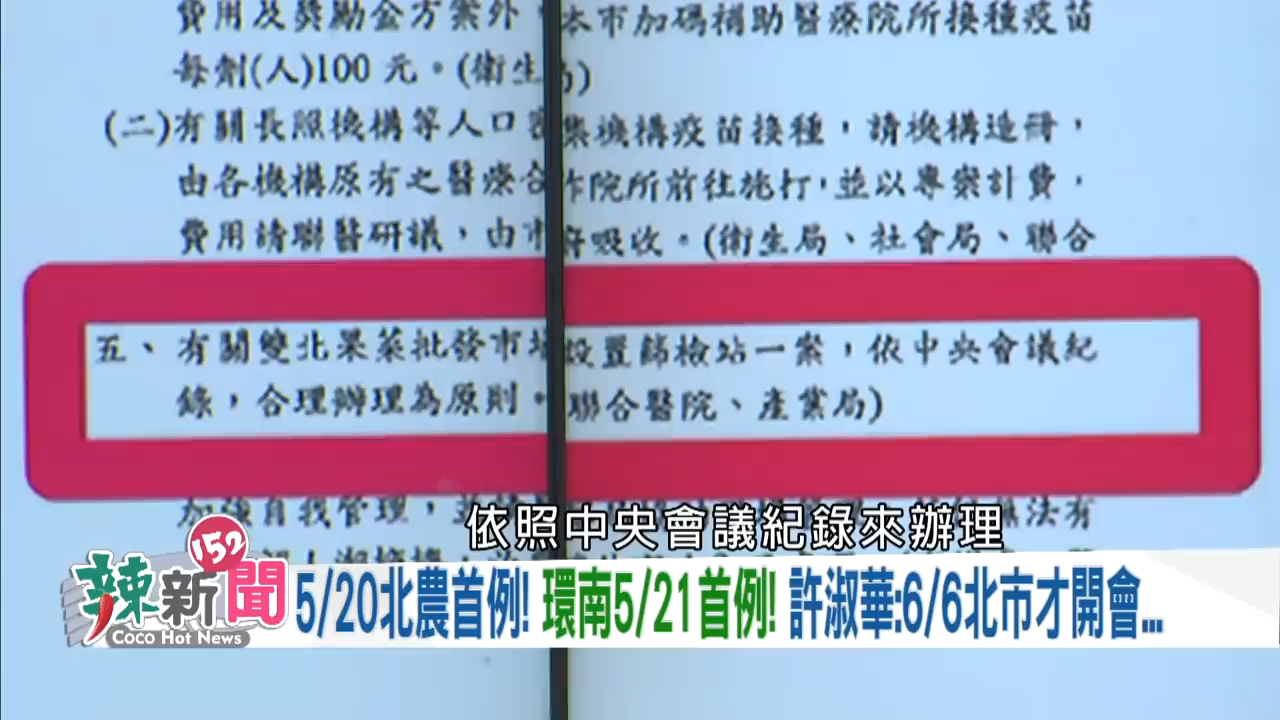 費用及獎勵金方案外，本市加碼補助醫療院所接種疫苗
每劑(人)100元。(衛生局)
(二)有關長照機構等人口密集機構疫苗接種，請機構造冊，
由各機構原有之醫療合作院所前往施打，並以專案計費，
費用請聯醫研議，由市府吸收。(衛生局、社會局、聯合
五、有關雙北果菜批發市場設置篩檢站一案，依中央會議紀
錄，合理辦理為原則。聯合醫院、產業局)
加強自我管理，
法有
依照中央會議紀錄來辦理
152
辣新聞
Coco Hot News
5/20北農首例! 環南5/21首例! 許淑華:6/6北市才開會...